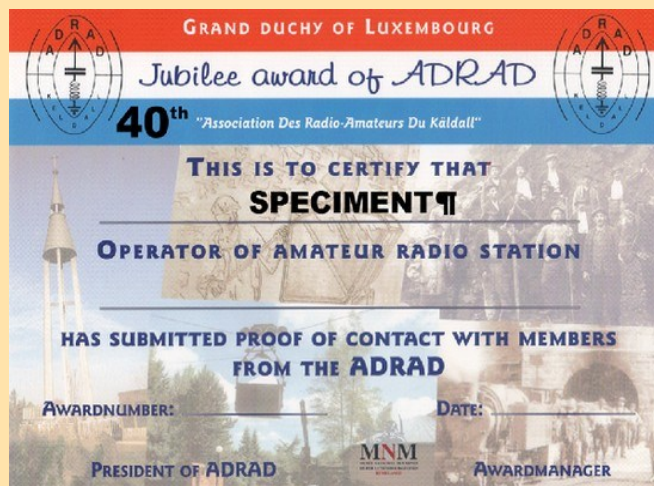 GRAND DUCHY OF LUXEMBOURG
Jubilee award of ADRAD
40th "Association Des Radio-Amateurs Du Käldall"
THIS IS TO CERTIFY THAT
SPECIMENT¶
OPERATOR OF AMATEUR RADIO STATION
HAS SUBMITTED PROOF OF CONTACT WITH MEMBERS
FROM THE ADRAD
AWARDNUMBER: DATE:
MNM
PRESIDENT OF ADRAD AWARDMANAGER